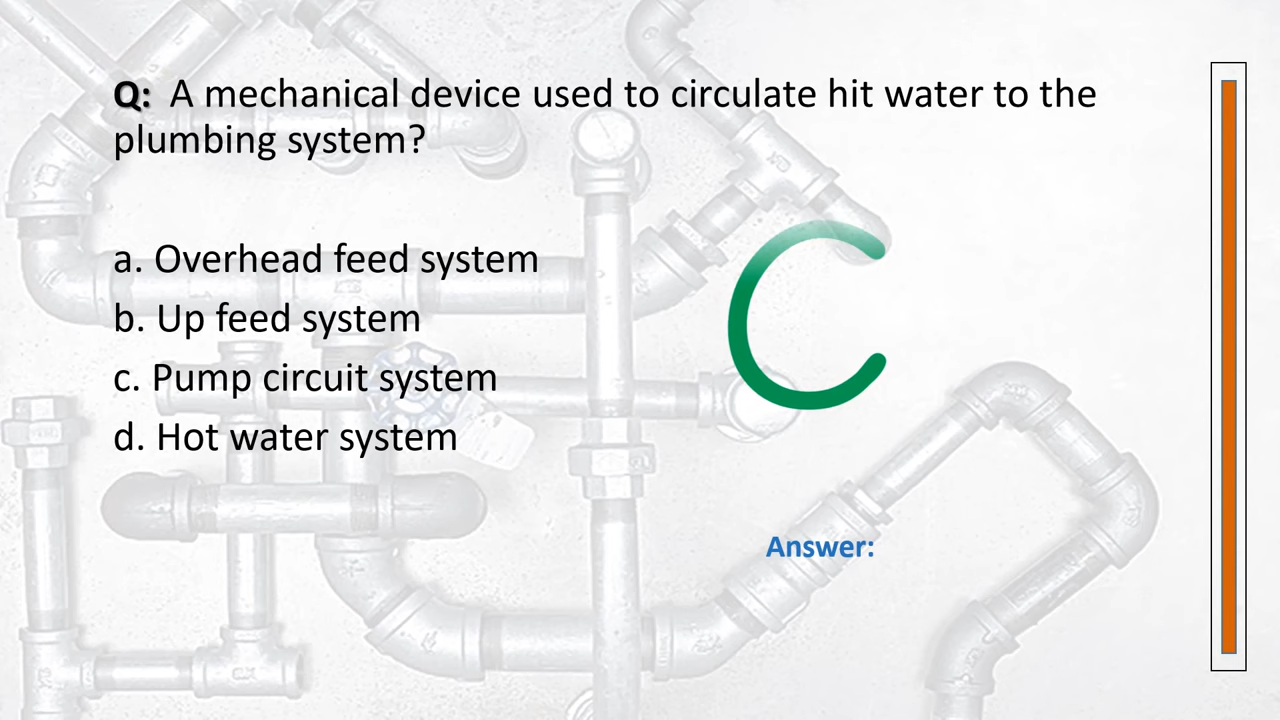 Q: A mechanical device used to circulate hit water to the
plumbing system?
a. Overhead feed system
b. Up feed system
c. Pump circuit system
d. Hot water system
Answer: